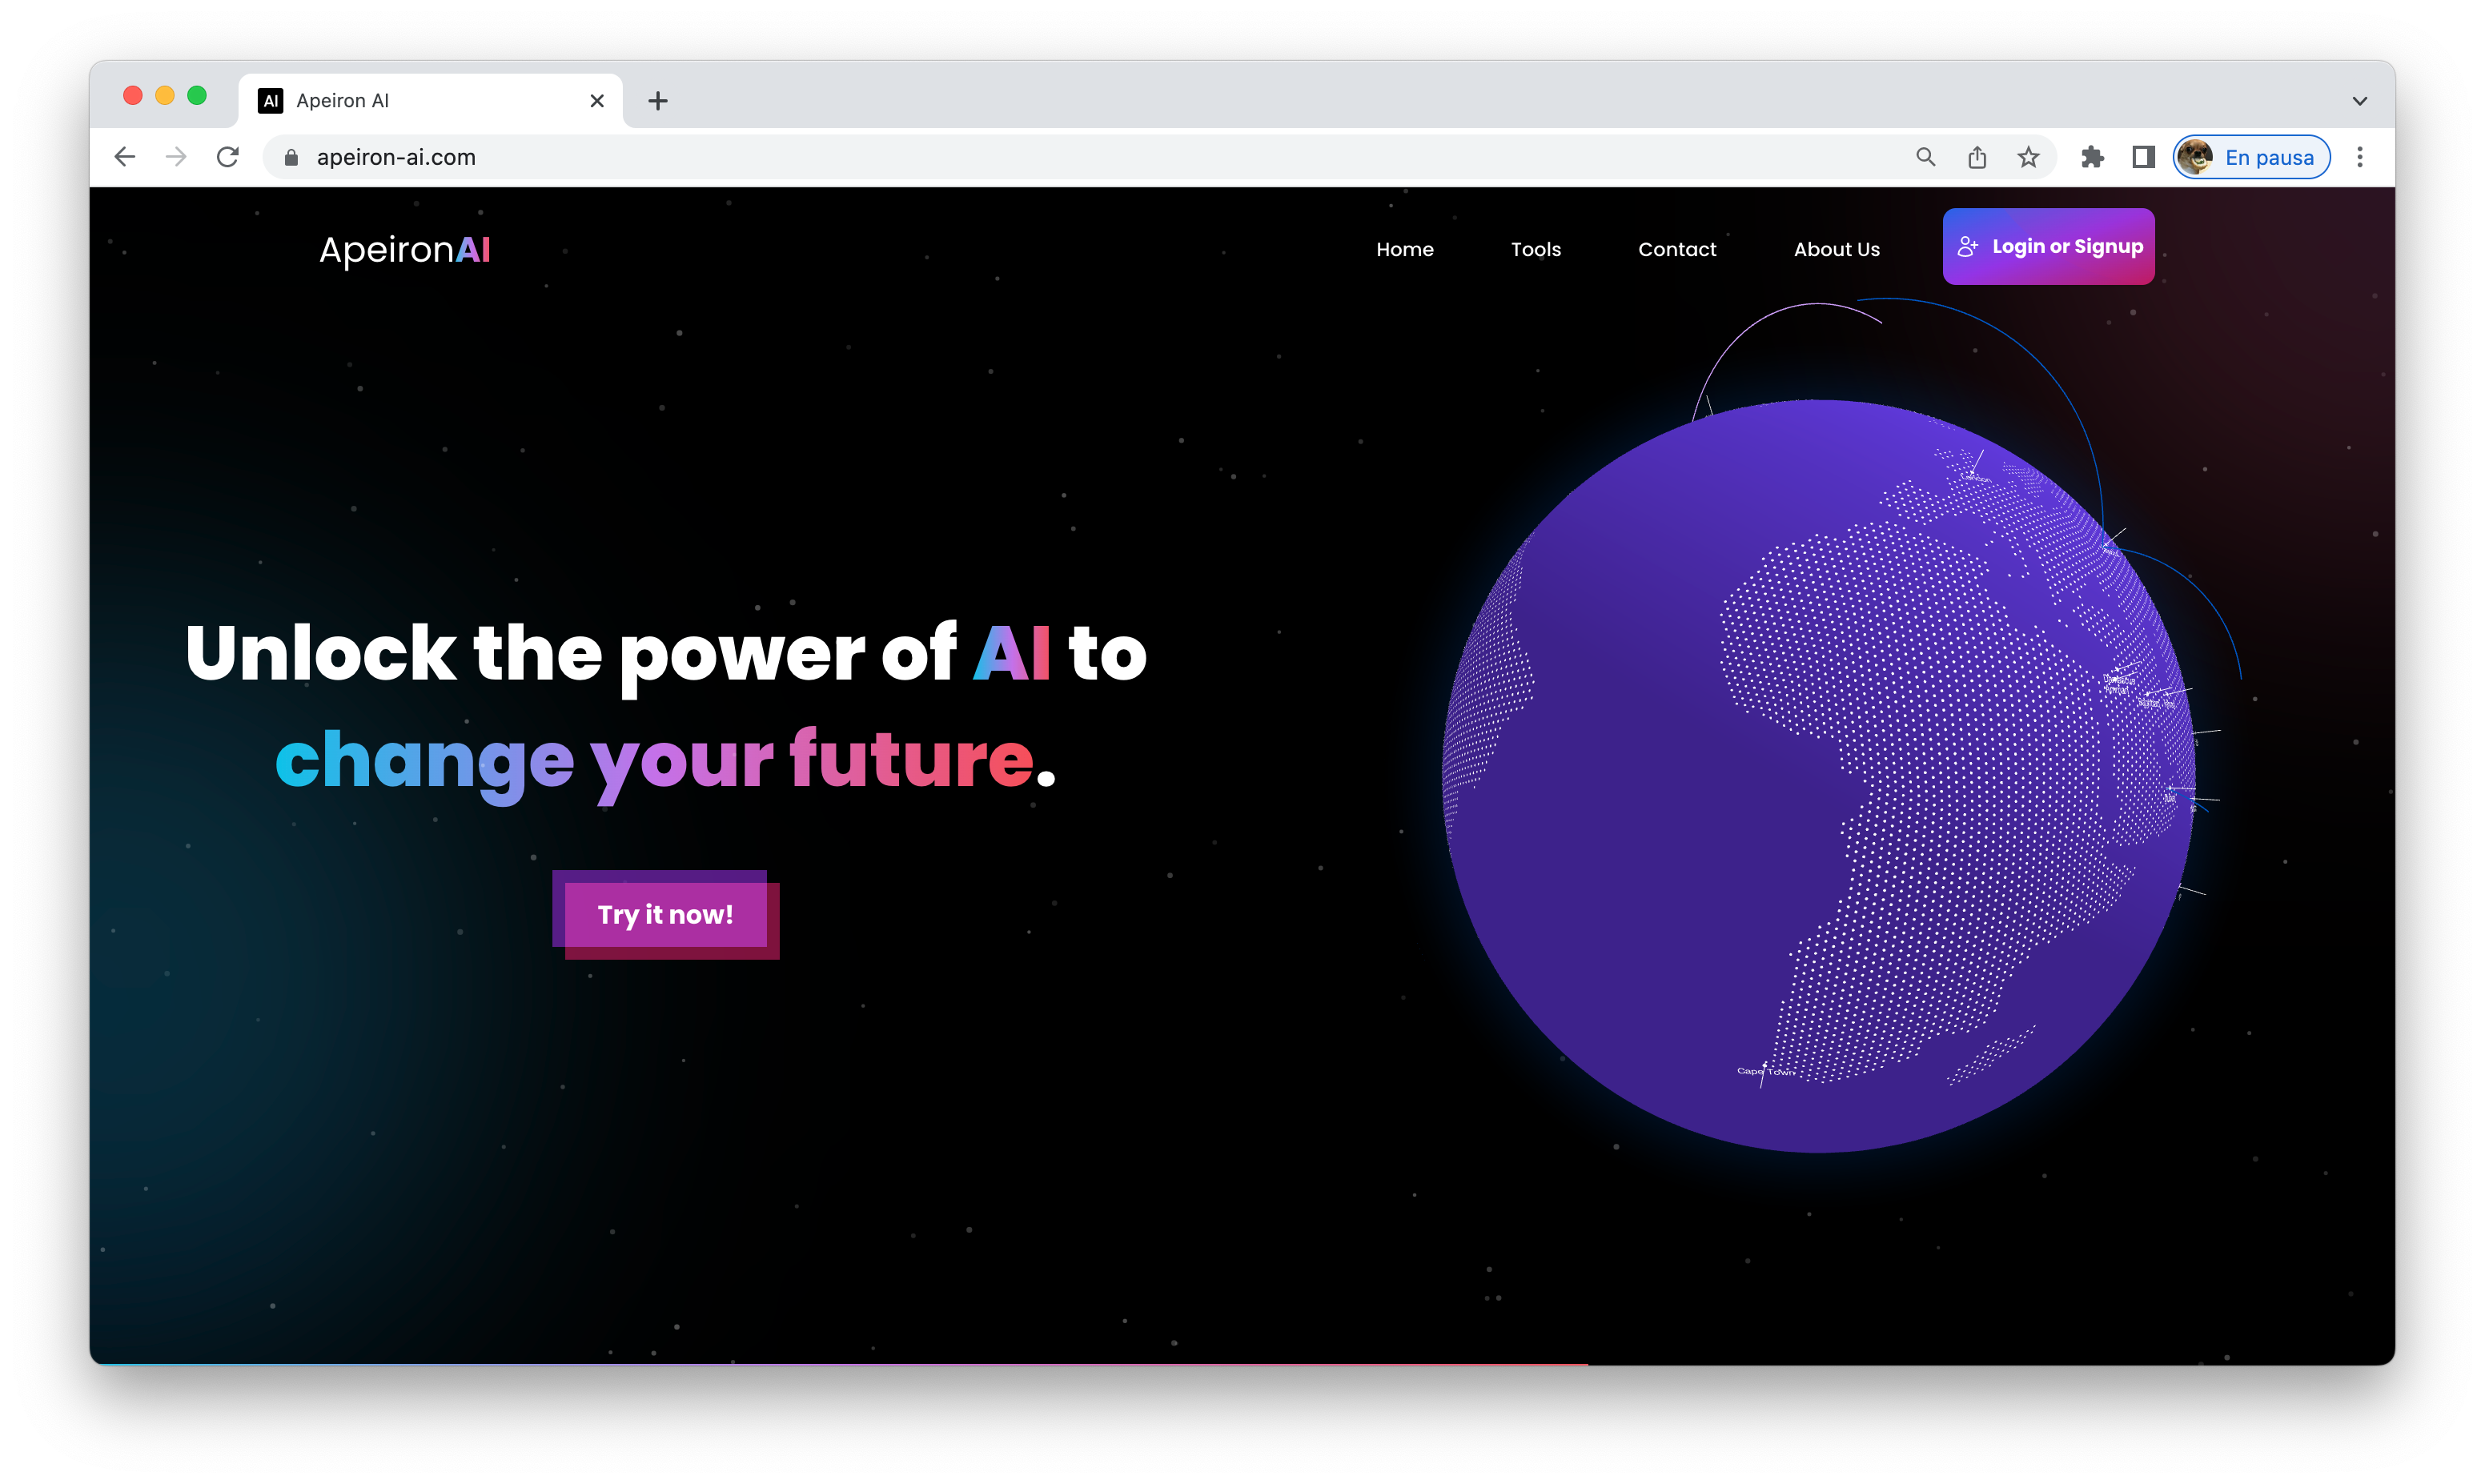 AI Apeiron AI
apeiron-ai.com
En pausa
ApeironAI
Home
Tools
Contact
About Us
Login or Signup
Unlock the power of AI to
change your future.
Try it now!
Cape Town